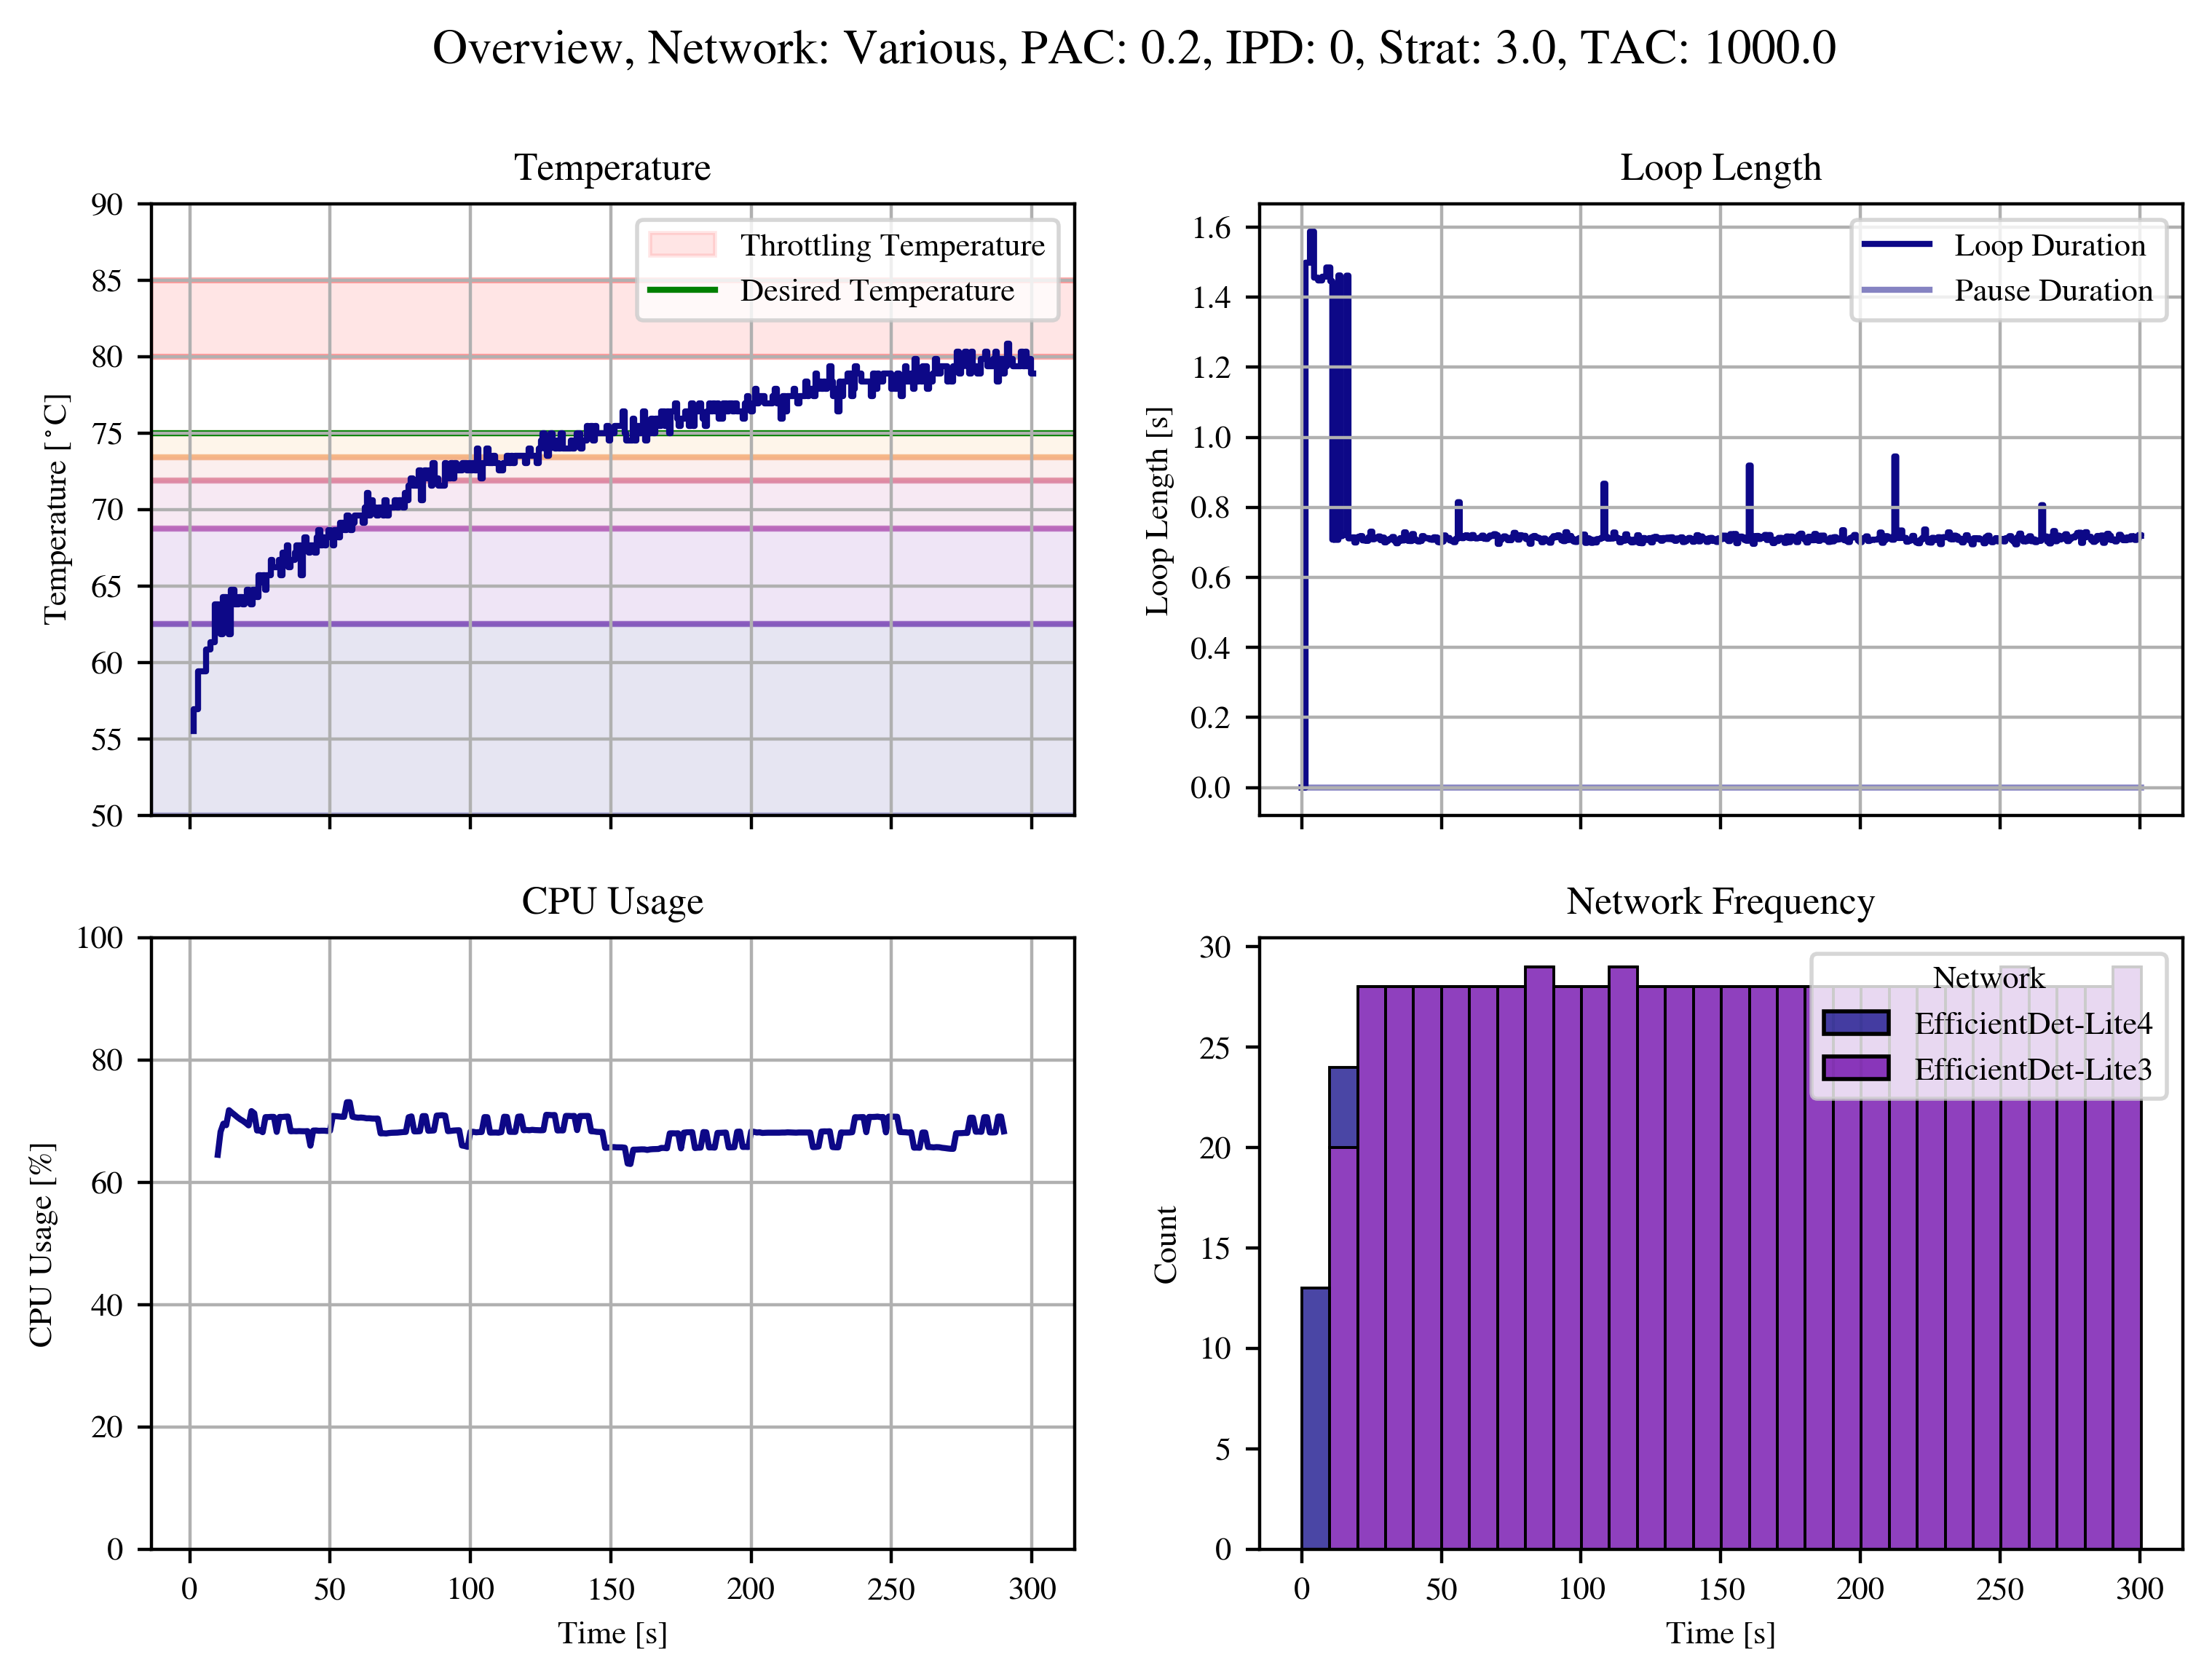 Overview, Network: Various, PAC: 0.2, IPD: 0, Strat: 3.0, TAC: 1000.0
Temperature
Temperature [°C]
90
85
80
75
70
65
60
55
50
Throttling Temperature
Desired Temperature
Loop Length
Loop Length [s]
1.6
1.4
1.2
1.0
0.8
0.6
0.4
0.2
0.0
Loop Duration
Pause Duration
CPU Usage
CPU Usage [%]
100
80
60
40
20
0
0 50 100 150 200 250 300
Time [s]
Network Frequency
Count
30
25
20
15
10
5
0
Network
EfficientDet-Lite4
EfficientDet-Lite3
0 50 100 150 200 250 300
Time [s]